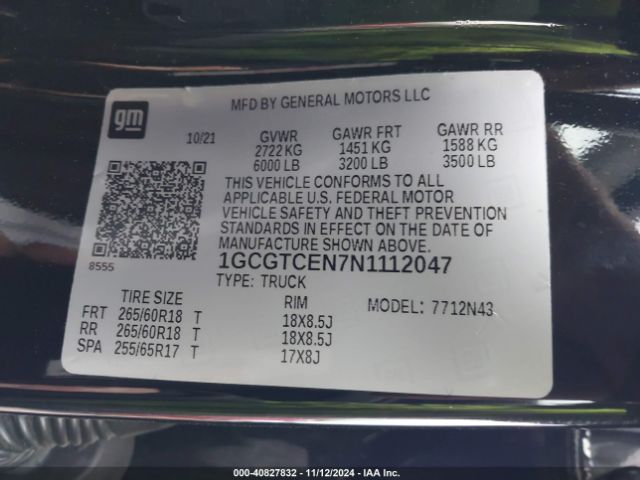 gm
MFD BY GENERAL MOTORS LLC
10/21 GVWR GAWR FRT GAWR RR
2722 KG 1451 KG 1588 KG
6000 LB 3200 LB 3500 LB
THIS VEHICLE CONFORMS TO ALL
APPLICABLE U.S. FEDERAL MOTOR
VEHICLE SAFETY AND THEFT PREVENTION
STANDARDS IN EFFECT ON THE DATE OF
MANUFACTURE SHOWN ABOVE.
8555 1GCGTCEN7N1112047
TYPE: TRUCK
TIRE SIZE RIM MODEL: 7712N43
FRT 265/60R18 T 18X8.5J
RR 265/60R18 T 18X8.5J
SPA 255/65R17 T 17X8J
000-40827832 - 11/12/2024 - IAA Inc.